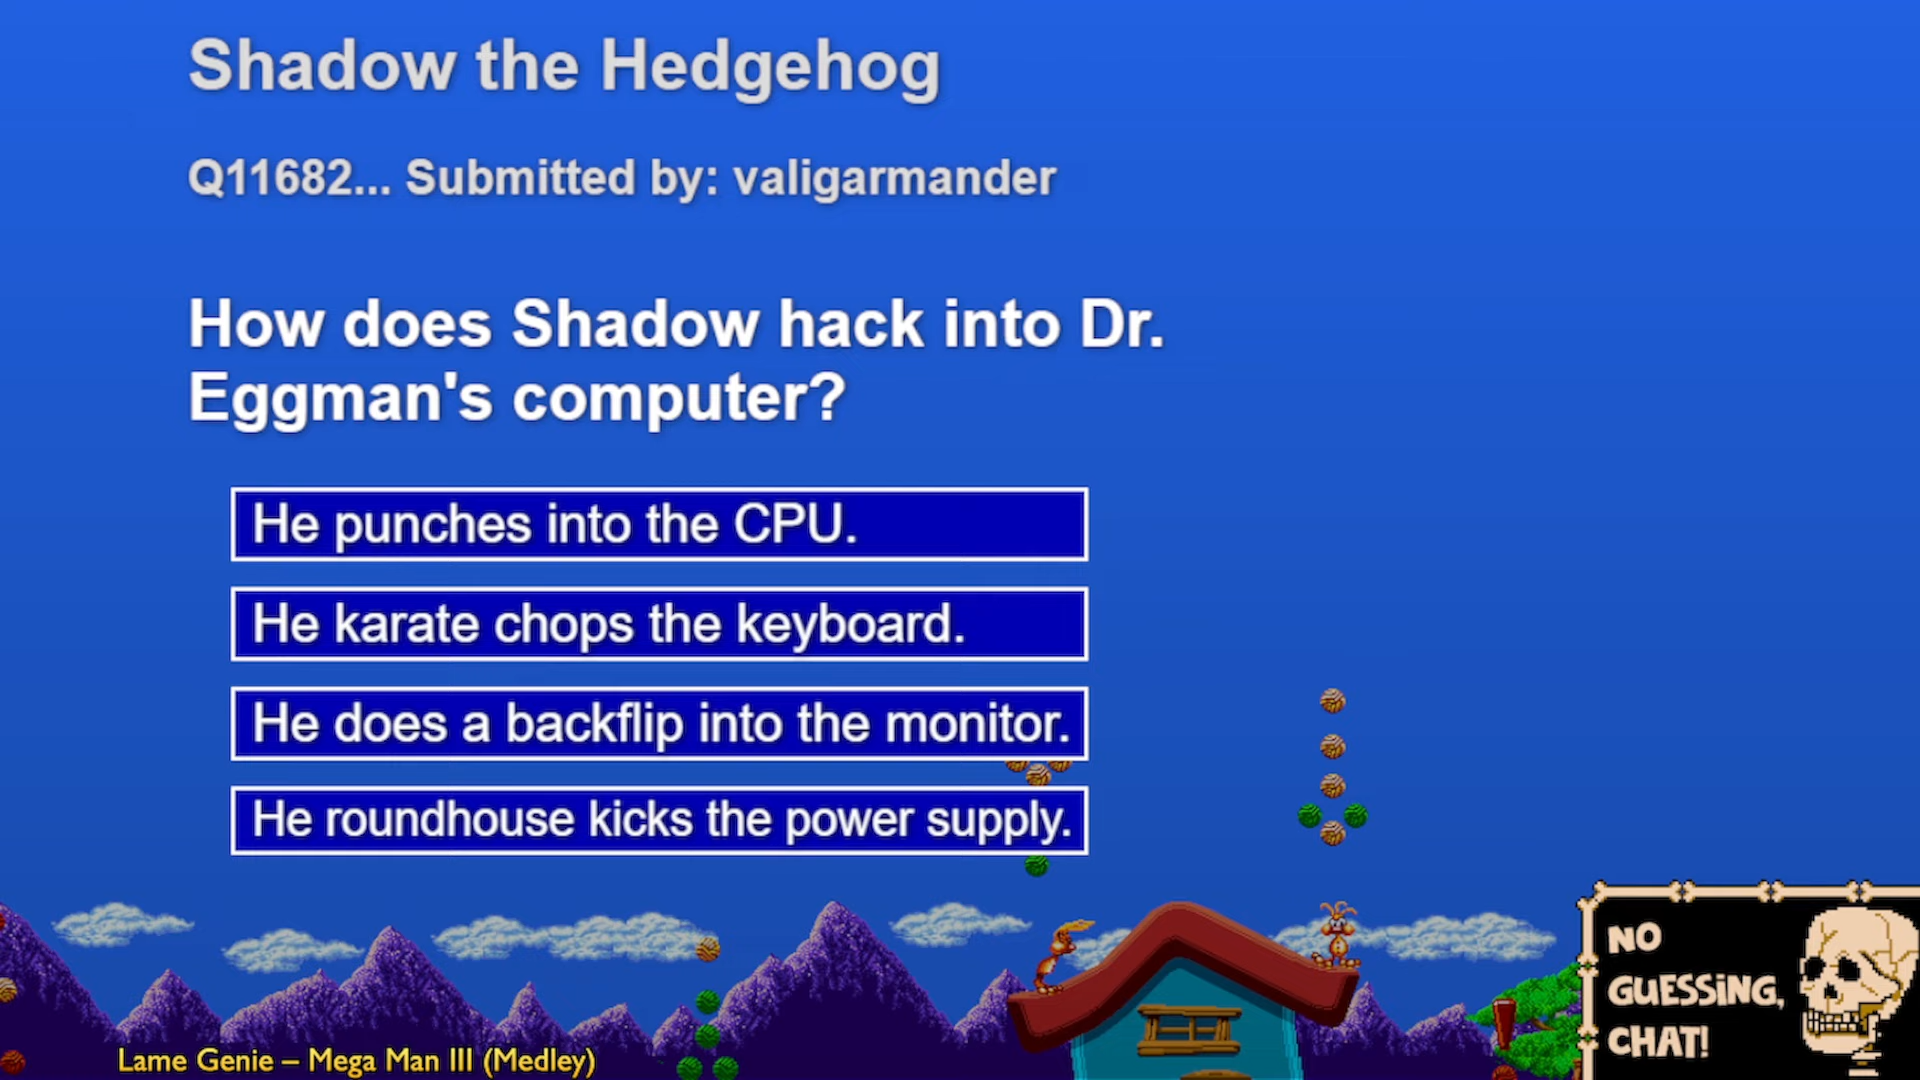 Shadow the Hedgehog
Q11682... Submitted by: valigarmander
How does Shadow hack into Dr.
Eggman's computer?
He punches into the CPU.
He karate chops the keyboard.
He does a backflip into the monitor.
He roundhouse kicks the power supply.
NO
GUESSiNG,
CHAT!
Lame Genie – Mega Man III (Medley)